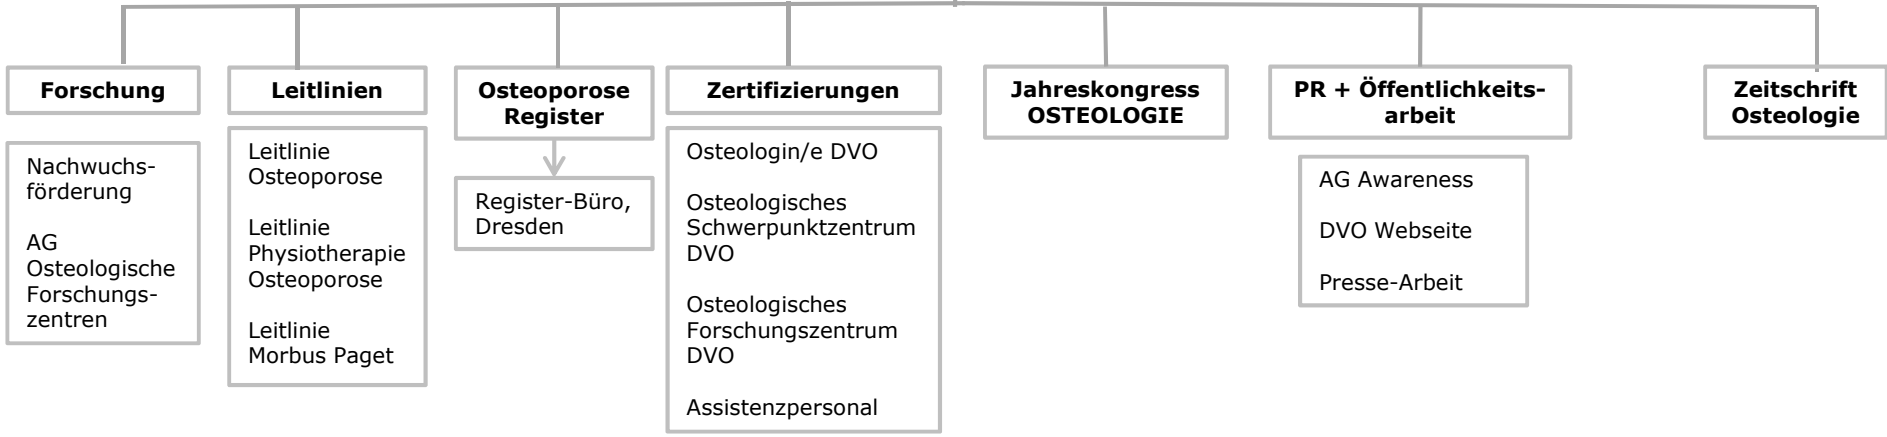 Forschung
Nachwuchs-
förderung
AG
Osteologische
Forschungs-
zentren
Leitlinien
Leitlinie
Osteoporose
Leitlinie
Physiotherapie
Osteoporose
Leitlinie
Morbus Paget
Osteoporose
Register
Register-Büro,
Dresden
Zertifizierungen
Osteologin/e DVO
Osteologisches
Schwerpunktzentrum
DVO
Osteologisches
Forschungszentrum
DVO
Assistenzpersonal
Jahreskongress
OSTEOLOGIE
PR + Öffentlichkeits-
arbeit
AG Awareness
DVO Webseite
Presse-Arbeit
Zeitschrift
Osteologie